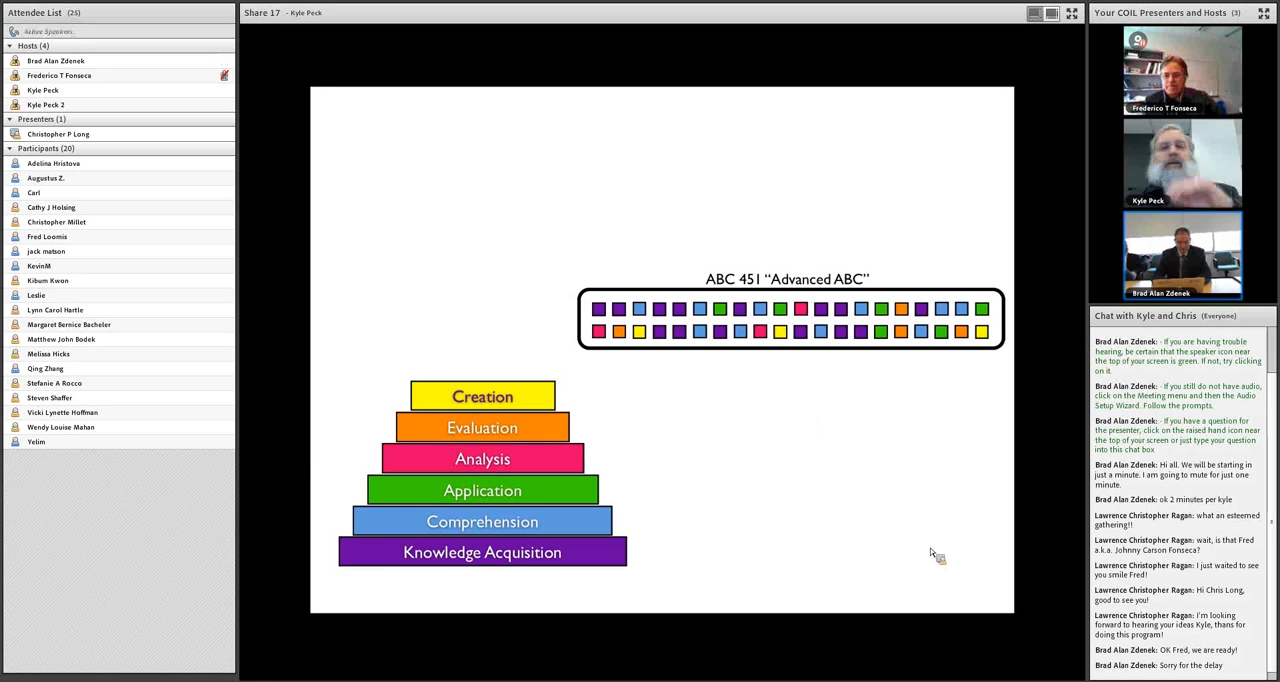 Attendee List (25)
Active Speakers
Hosts (4)
Brad Alan Zdenek
Frederico T Fonseca
Kyle Peck
Kyle Peck 2
Presenters (1)
Christopher P Long
Participants (20)
Adelina Hristova
Augustus Z.
Carl
Cathy J Holsing
Christopher Millet
Fred Loomis
jack matson
KevinM
Kibum Kwon
Leslie
Lynn Carol Hartle
Margaret Bernice Bacheler
Matthew John Bodek
Melissa Hicks
Qing Zhang
Stefanie A Rocco
Steven Shaffer
Vicki Lynette Hoffman
Wendy Louise Mahan
Yelim
Share 17 - Kyle Peck
ABC 451 “Advanced ABC”
Creation
Evaluation
Analysis
Application
Comprehension
Knowledge Acquisition
Your COIL Presenters and Hosts (3)
Frederico T Fonseca
Kyle Peck
Brad Alan Zdenek
Chat with Kyle and Chris (Everyone)
Brad Alan Zdenek: - If you are having trouble
hearing, be certain that the speaker icon near
the top of your screen is green. If not, try clicking
on it.
Brad Alan Zdenek: - If you still do not have audio,
click on the Meeting menu and then the Audio
Setup Wizard. Follow the prompts.
Brad Alan Zdenek: - If you have a question for
the presenter, click on the raised hand icon near
the top of your screen or just type your question
into this chat box
Brad Alan Zdenek: Hi all. We will be starting in
just a minute. I am going to mute for just one
minute.
Brad Alan Zdenek: ok 2 minutes per kyle
Lawrence Christopher Ragan: what an esteemed
gathering!!
Lawrence Christopher Ragan: wait, is that Fred
a.k.a. Johnny Carson Fonseca?
Lawrence Christopher Ragan: I just waited to see
you smile Fred!
Lawrence Christopher Ragan: Hi Chris Long,
good to see you!
Lawrence Christopher Ragan: I'm looking
forward to hearing your ideas Kyle, thans for
doing this program!
Brad Alan Zdenek: OK Fred, we are ready!
Brad Alan Zdenek: Sorry for the delay